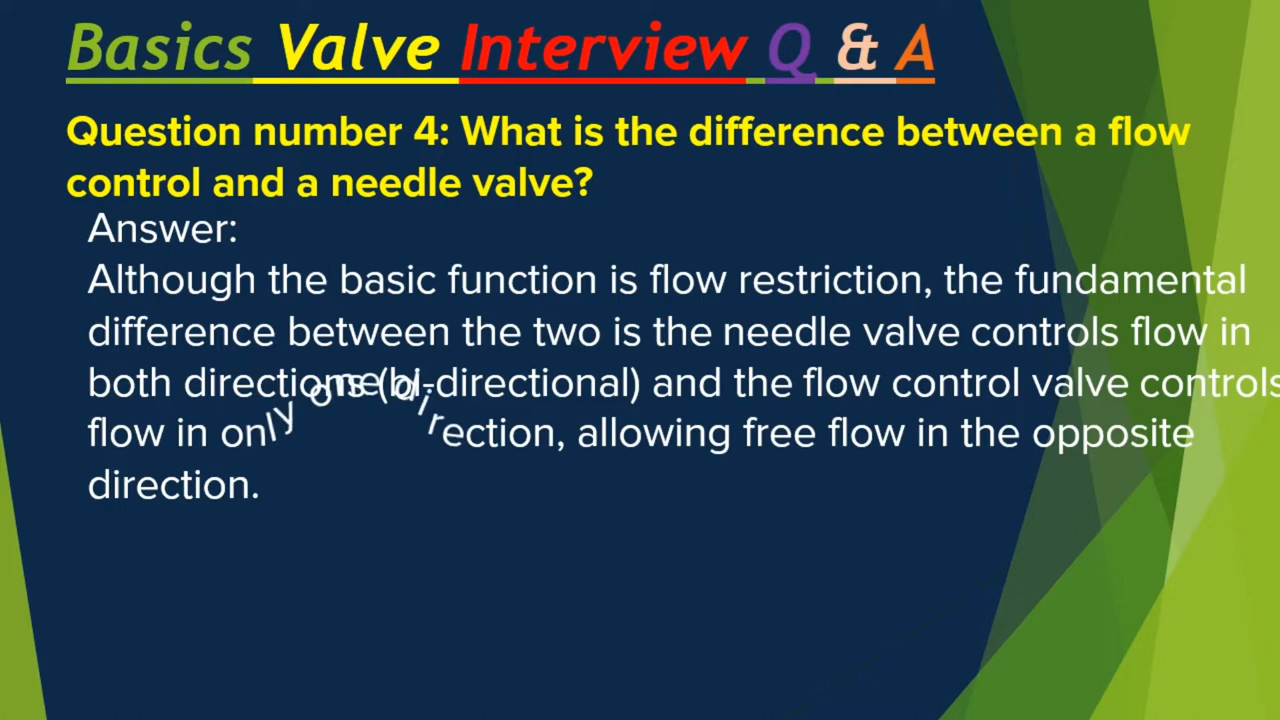 Basics Valve Interview Q & A
Question number 4: What is the difference between a flow
control and a needle valve?
Answer:
Although the basic function is flow restriction, the fundamental
difference between the two is the needle valve controls flow in
both directions (bi-directional) and the flow control valve controls
flow in only one direction, allowing free flow in the opposite
direction.